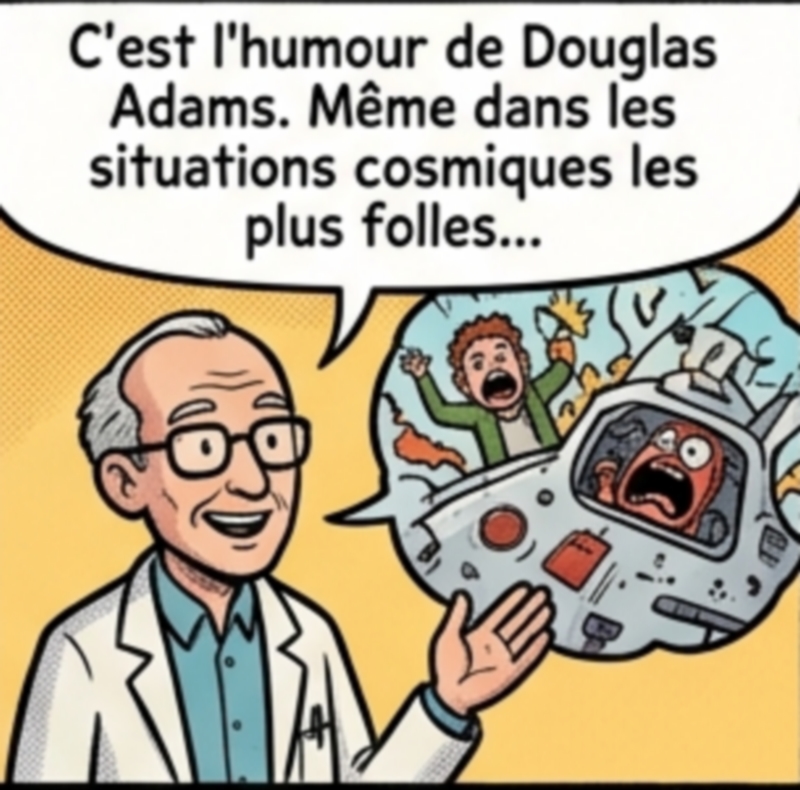 C'est l'humour de Douglas
Adams. Même dans les
situations cosmiques les
plus folles...